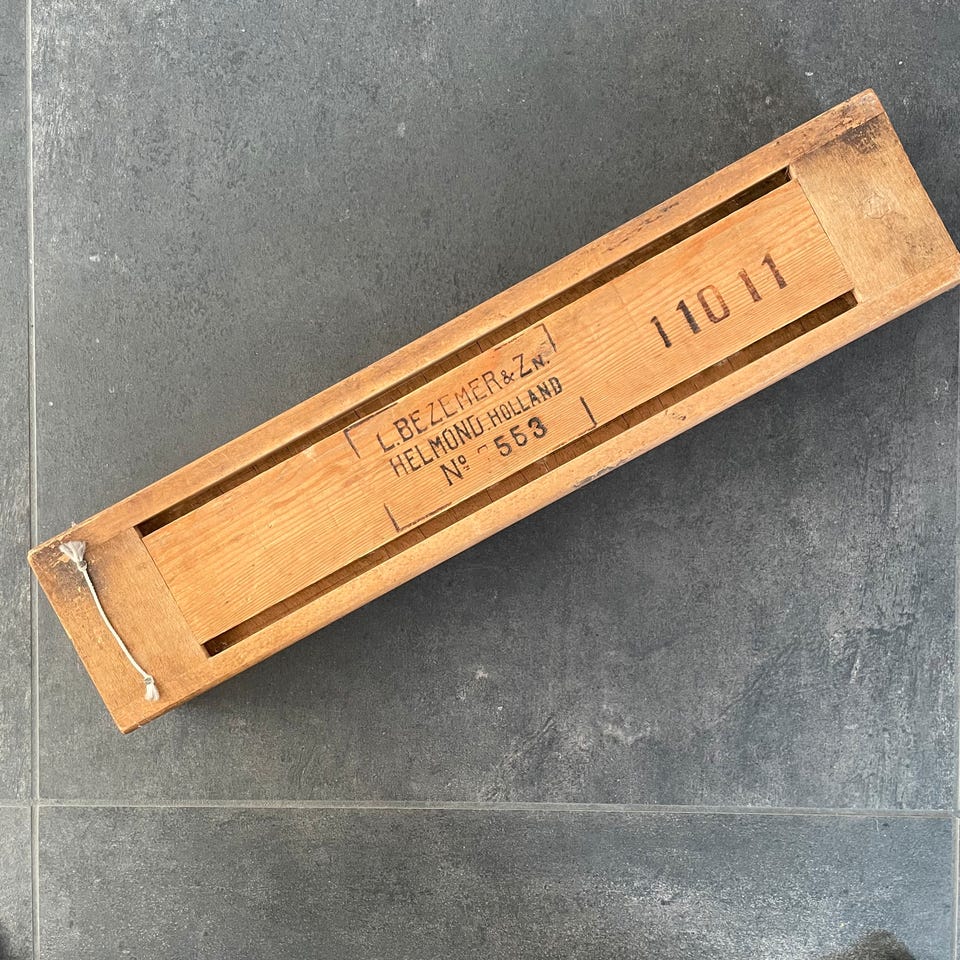 L. BEZEMER & ZN.
HELMOND HOLLAND
Nº 553
11011